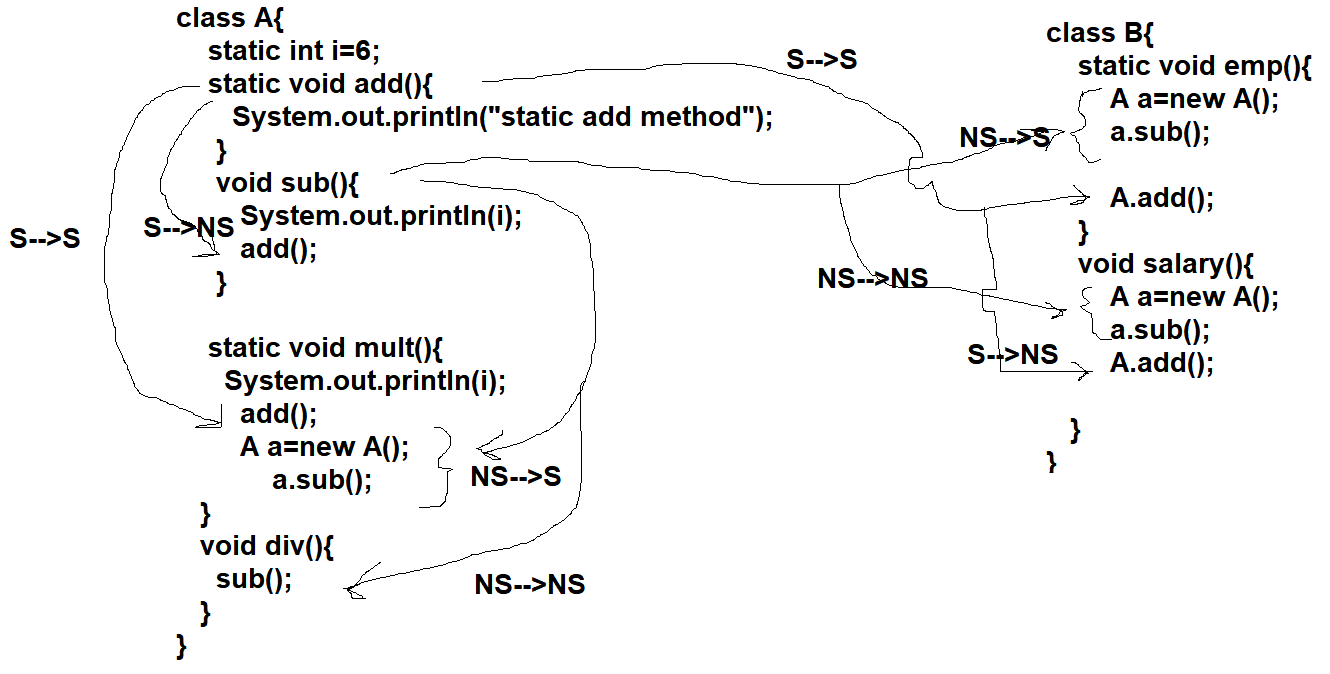 class A{
static int i=6;
static void add(){
System.out.println("static add method");
}
void sub(){
System.out.println(i);
add();
}
static void mult(){
System.out.println(i);
add();
A a=new A();
a.sub();
}
void div(){
sub();
}
}
S-->S
S-->NS
NS-->S
NS-->NS
S-->S
class B{
static void emp(){
A a=new A();
a.sub();
A.add();
}
void salary(){
A a=new A();
a.sub();
A.add();
}
}
NS-->S
NS-->NS
S-->NS